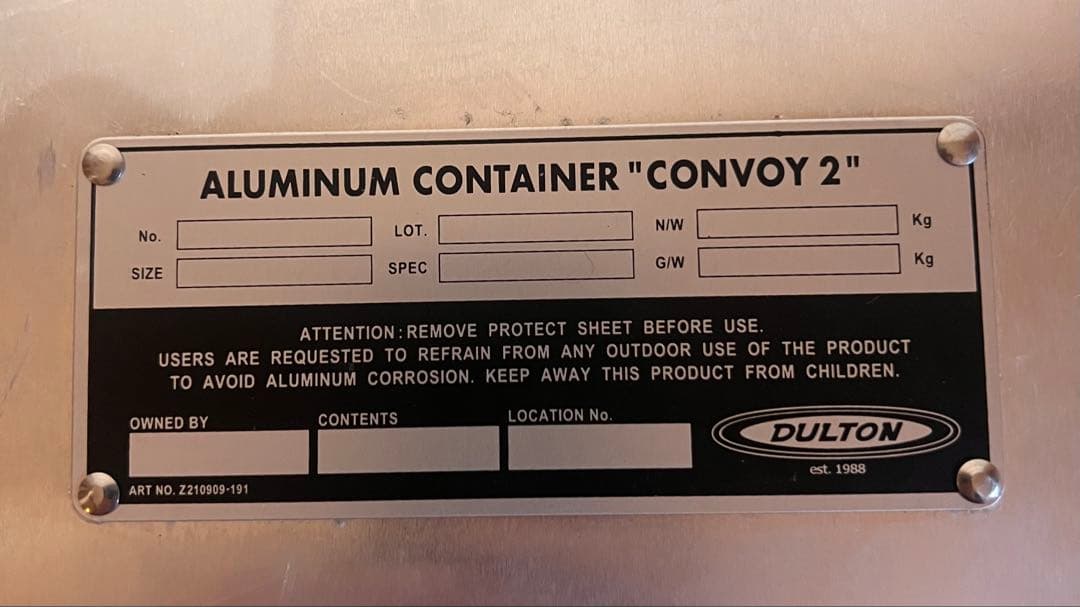 ALUMINUM CONTAINER "CONVOY 2"
No. LOT. N/W Kg
SIZE SPEC G/W Kg
ATTENTION : REMOVE PROTECT SHEET BEFORE USE.
USERS ARE REQUESTED TO REFRAIN FROM ANY OUTDOOR USE OF THE PRODUCT
TO AVOID ALUMINUM CORROSION. KEEP AWAY THIS PRODUCT FROM CHILDREN.
OWNED BY CONTENTS LOCATION No.
DULTON
est. 1988
ART NO. Z210909-191